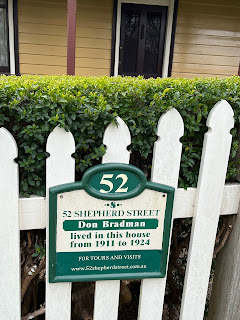 52
52 SHEPHERD STREET
Don Bradman
lived in this house
from 1911 to 1924
FOR TOURS AND VISITS
www.52shepherdstreet.com.au